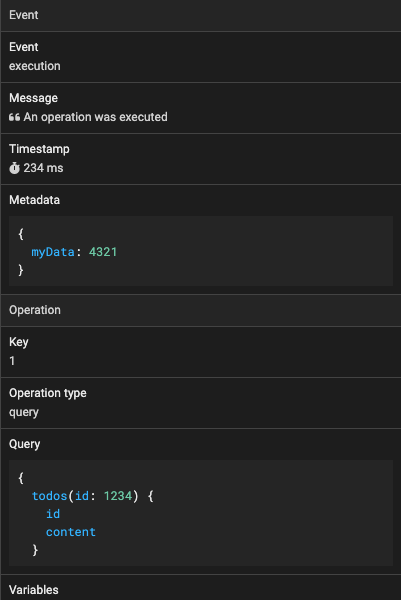 Event
Event
execution
Message
An operation was executed
Timestamp
234 ms
Metadata
{
  myData: 4321
}
Operation
Key
1
Operation type
query
Query
{
  todos(id: 1234) {
    id
    content
  }
Variables